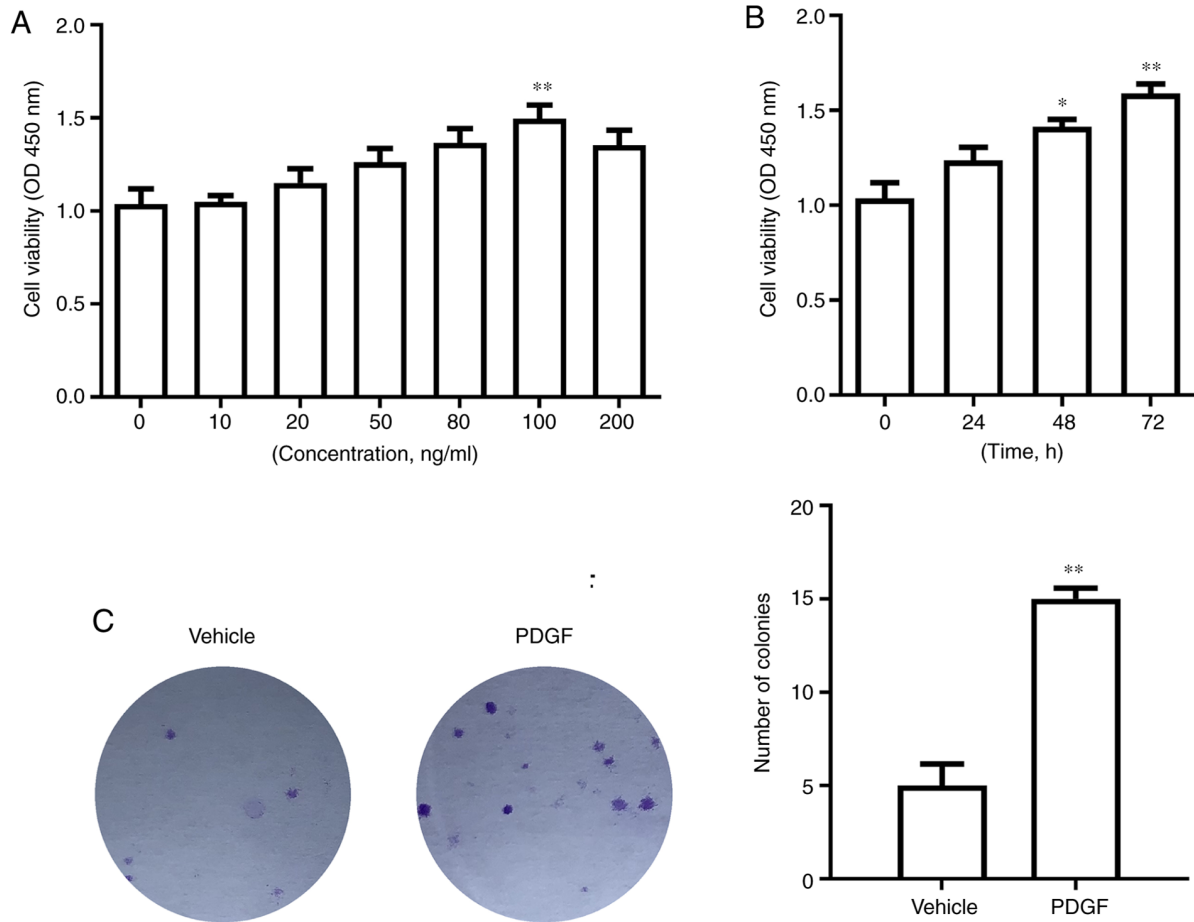 A
Cell viability (OD 450 nm)
2.0
1.5
1.0
0.5
0.0
**
0 10 20 50 80 100 200
(Concentration, ng/ml)
B
Cell viability (OD 450 nm)
2.0
1.5
1.0
0.5
0.0
*
**
0 24 48 72
(Time, h)
C
Vehicle PDGF
Number of colonies
20
15
10
5
0
**
Vehicle PDGF